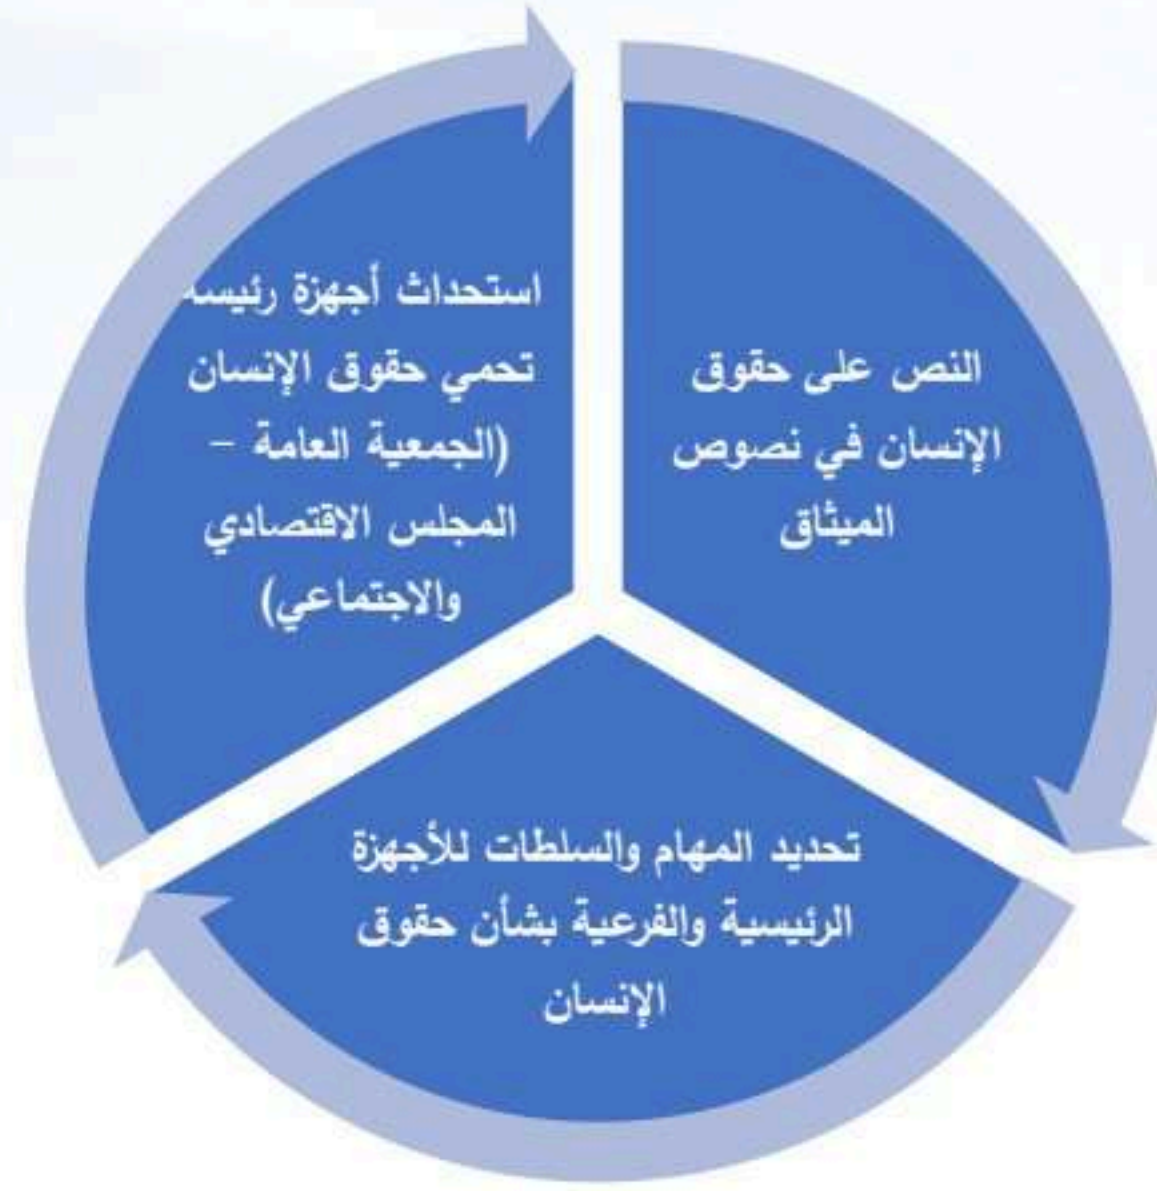 النص على حقوق
الإنسان في نصوص
الميثاق
تحديد المهام والسلطات للأجهزة
الرئيسية والفرعية بشأن حقوق
الإنسان
استحداث أجهزة رئيسه
تحمي حقوق الإنسان
(الجمعية العامة –
المجلس الاقتصادي
والاجتماعي)